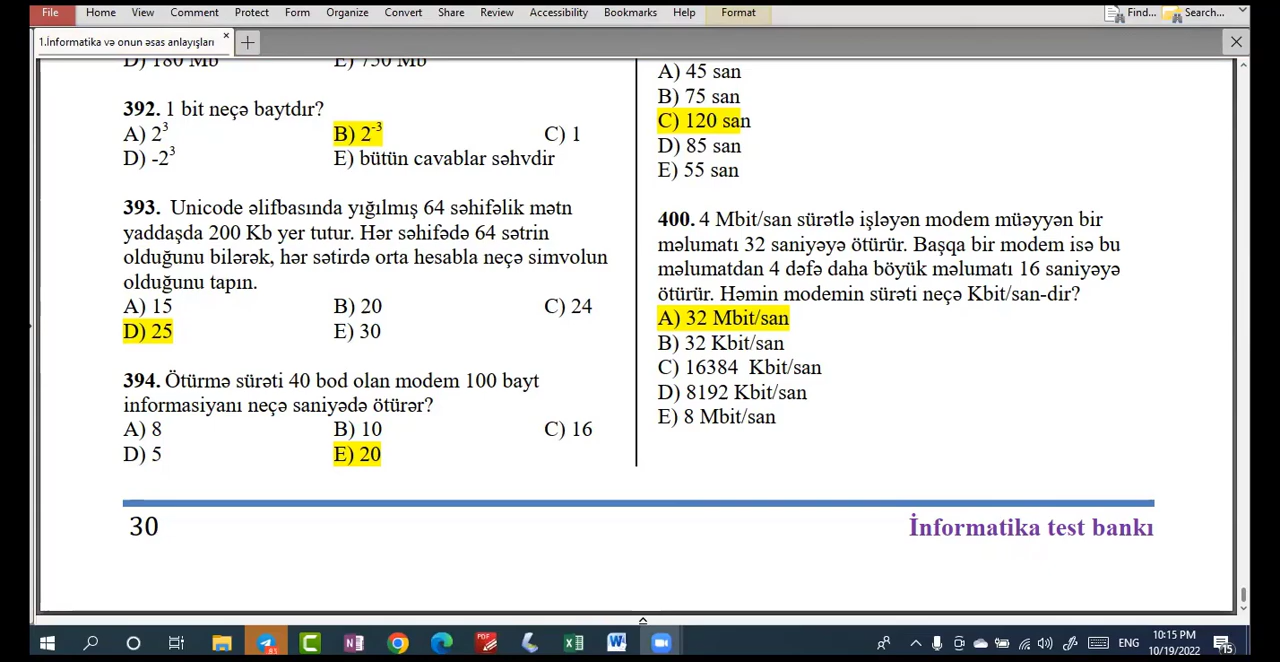 File Home View Comment Protect Form Organize Convert Share Review Accessibility Bookmarks Help Format Find... Search...
1.İnformatika və onun əsas anlayışları
D) 180 Mb E) 750 Mb
392. 1 bit neçə baytdır?
A) 2³ B) 2⁻³ C) 1
D) -2³ E) bütün cavablar səhvdir
393. Unicode əlifbasında yığılmış 64 səhifəlik mətn
yaddaşda 200 Kb yer tutur. Hər səhifədə 64 sətrin
olduğunu bilərək, hər sətirdə orta hesabla neçə simvolun
olduğunu tapın.
A) 15 B) 20 C) 24
D) 25 E) 30
394. Ötürmə sürəti 40 bod olan modem 100 bayt
informasiyanı neçə saniyədə ötürər?
A) 8 B) 10 C) 16
D) 5 E) 20
A) 45 san
B) 75 san
C) 120 san
D) 85 san
E) 55 san
400. 4 Mbit/san sürətlə işləyən modem müəyyən bir
məlumatı 32 saniyəyə ötürür. Başqa bir modem isə bu
məlumatdan 4 dəfə daha böyük məlumatı 16 saniyəyə
ötürür. Həmin modemin sürəti neçə Kbit/san-dir?
A) 32 Mbit/san
B) 32 Kbit/san
C) 16384 Kbit/san
D) 8192 Kbit/san
E) 8 Mbit/san
30 İnformatika test bankı
ENG 10:15 PM
10/19/2022 15